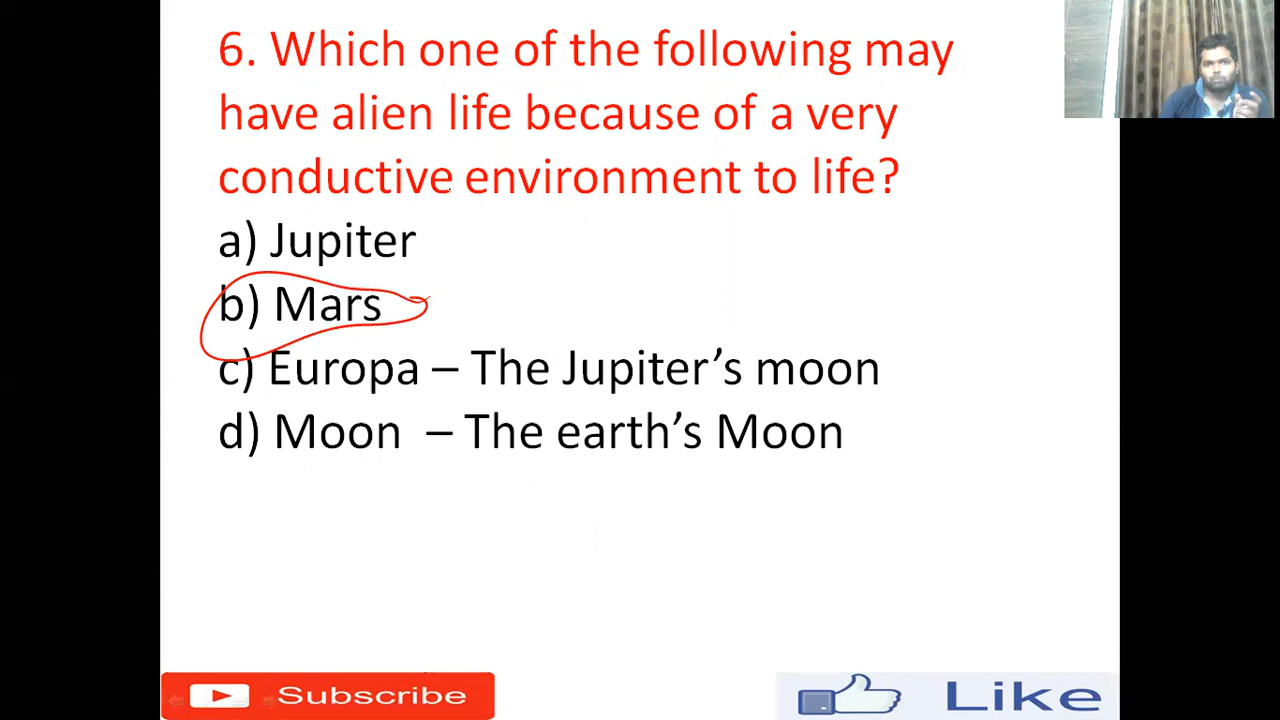 6. Which one of the following may
have alien life because of a very
conductive environment to life?
a) Jupiter
b) Mars
c) Europa – The Jupiter’s moon
d) Moon – The earth’s Moon
Subscribe
Like